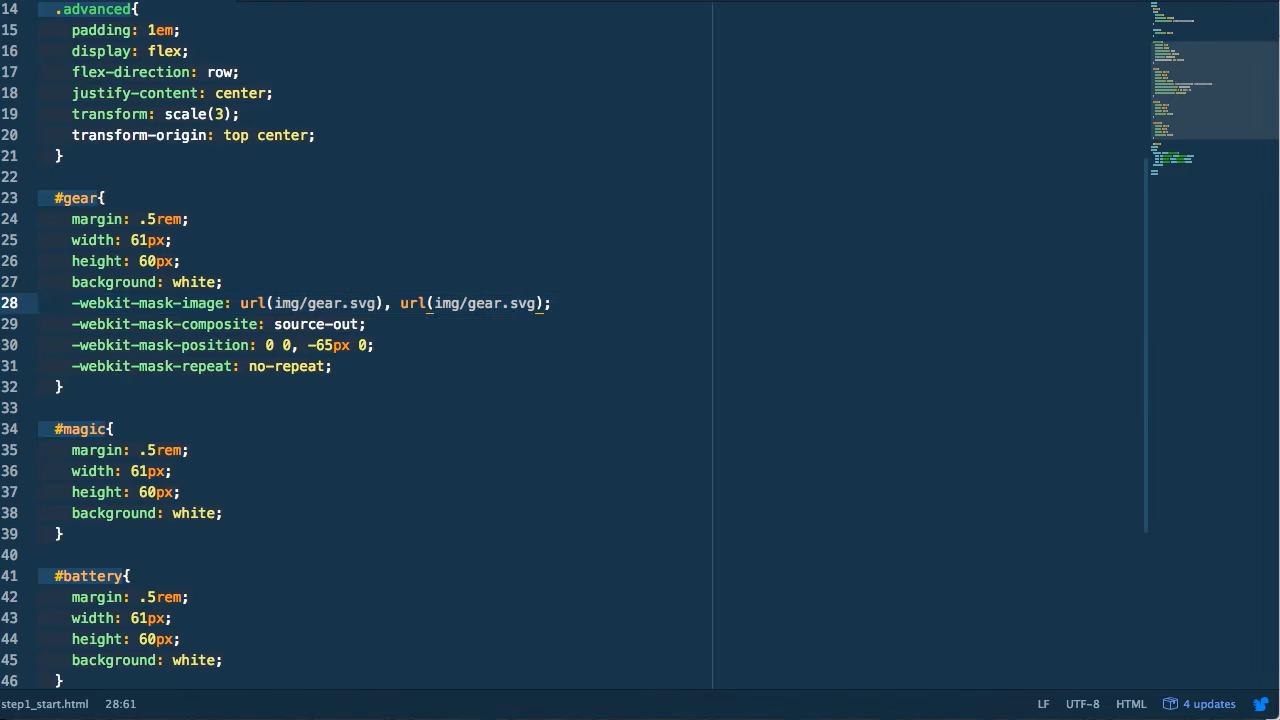 14 .advanced{
15 padding: 1em;
16 display: flex;
17 flex-direction: row;
18 justify-content: center;
19 transform: scale(3);
20 transform-origin: top center;
21 }
22
23 #gear{
24 margin: .5rem;
25 width: 61px;
26 height: 60px;
27 background: white;
28 -webkit-mask-image: url(img/gear.svg), url(img/gear.svg);
29 -webkit-mask-composite: source-out;
30 -webkit-mask-position: 0 0, -65px 0;
31 -webkit-mask-repeat: no-repeat;
32 }
33
34 #magic{
35 margin: .5rem;
36 width: 61px;
37 height: 60px;
38 background: white;
39 }
40
41 #battery{
42 margin: .5rem;
43 width: 61px;
44 height: 60px;
45 background: white;
46 }
step1_start.html 28:61 LF UTF-8 HTML 4 updates